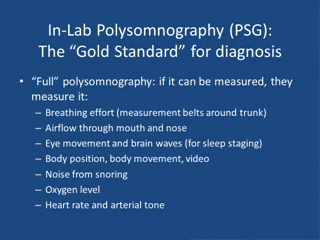 In-Lab Polysomnography (PSG):
The “Gold Standard” for diagnosis
• “Full” polysomnography: if it can be measured, they
measure it:
– Breathing effort (measurement belts around trunk)
– Airflow through mouth and nose
– Eye movement and brain waves (for sleep staging)
– Body position, body movement, video
– Noise from snoring
– Oxygen level
– Heart rate and arterial tone